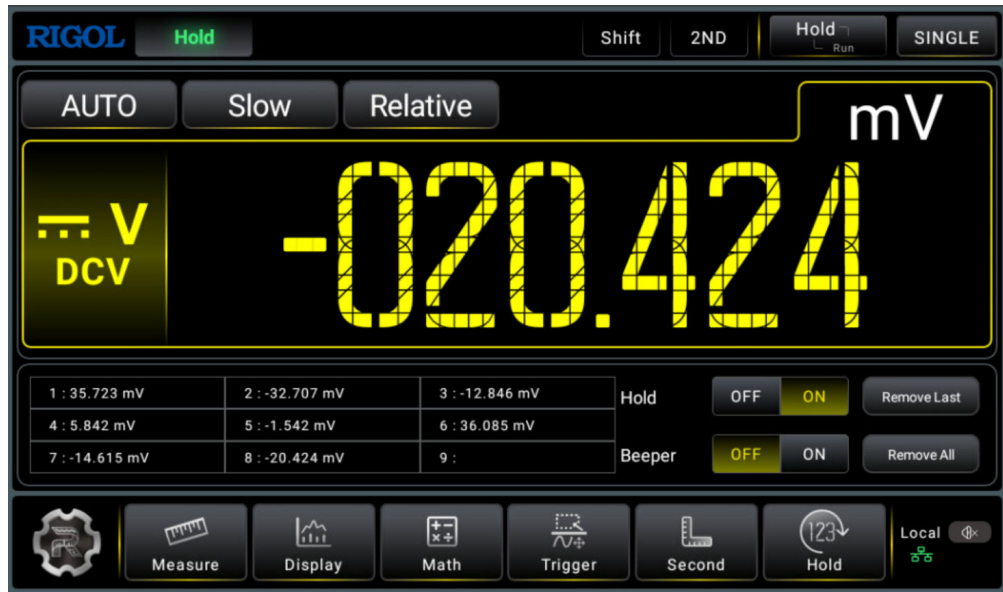 RIGOL Hold Shift 2ND Hold Run SINGLE
AUTO Slow Relative mV
V
DCV
-020.424
1 : 35.723 mV 2 : -32.707 mV 3 : -12.846 mV
4 : 5.842 mV 5 : -1.542 mV 6 : 36.085 mV
7 : -14.615 mV 8 : -20.424 mV 9 :
Hold OFF ON Remove Last
Beeper OFF ON Remove All
Measure Display Math Trigger Second Hold
123
Local